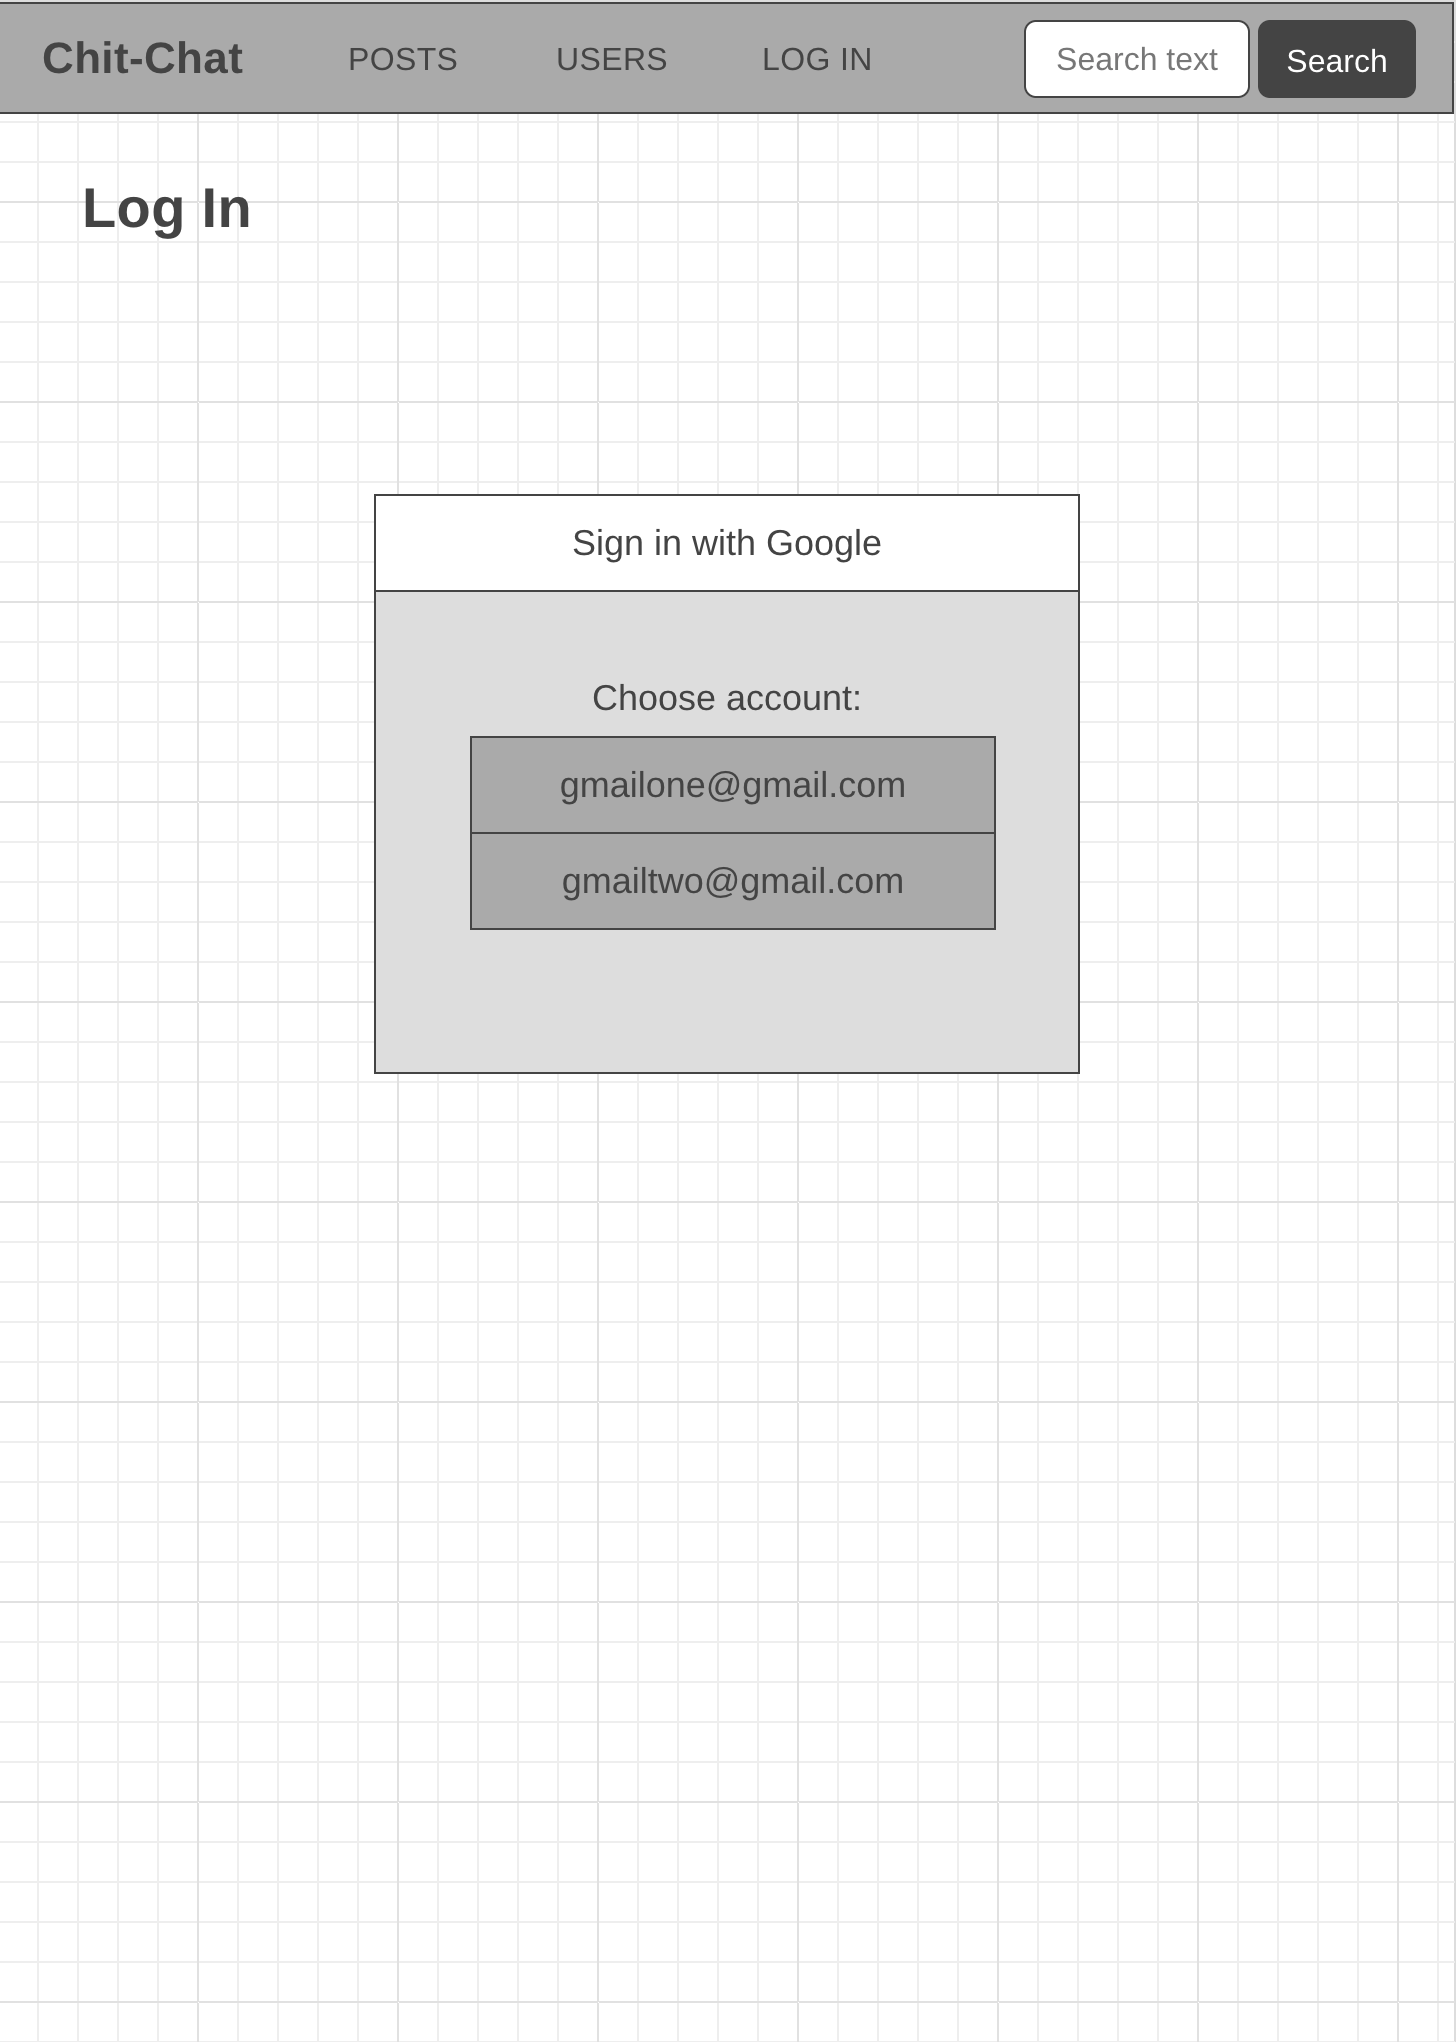 Chit-Chat POSTS USERS LOG IN Search text Search
Log In
Sign in with Google
Choose account:
gmailone@gmail.com
gmailtwo@gmail.com